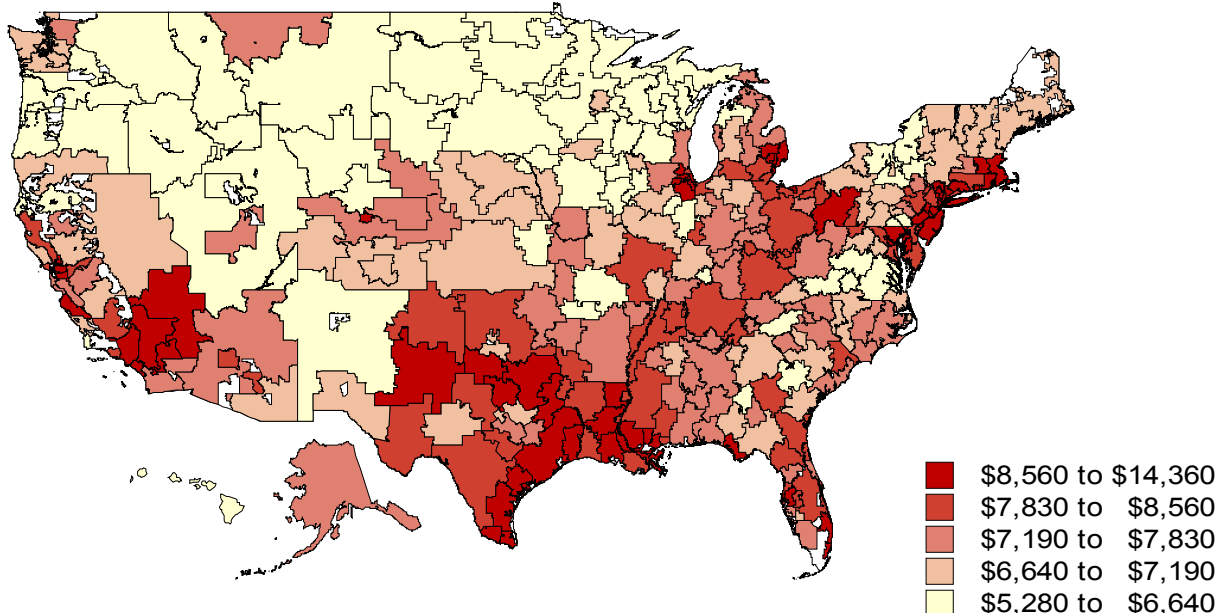 $8,560 to $14,360
$7,830 to $8,560
$7,190 to $7,830
$6,640 to $7,190
$5,280 to $6,640